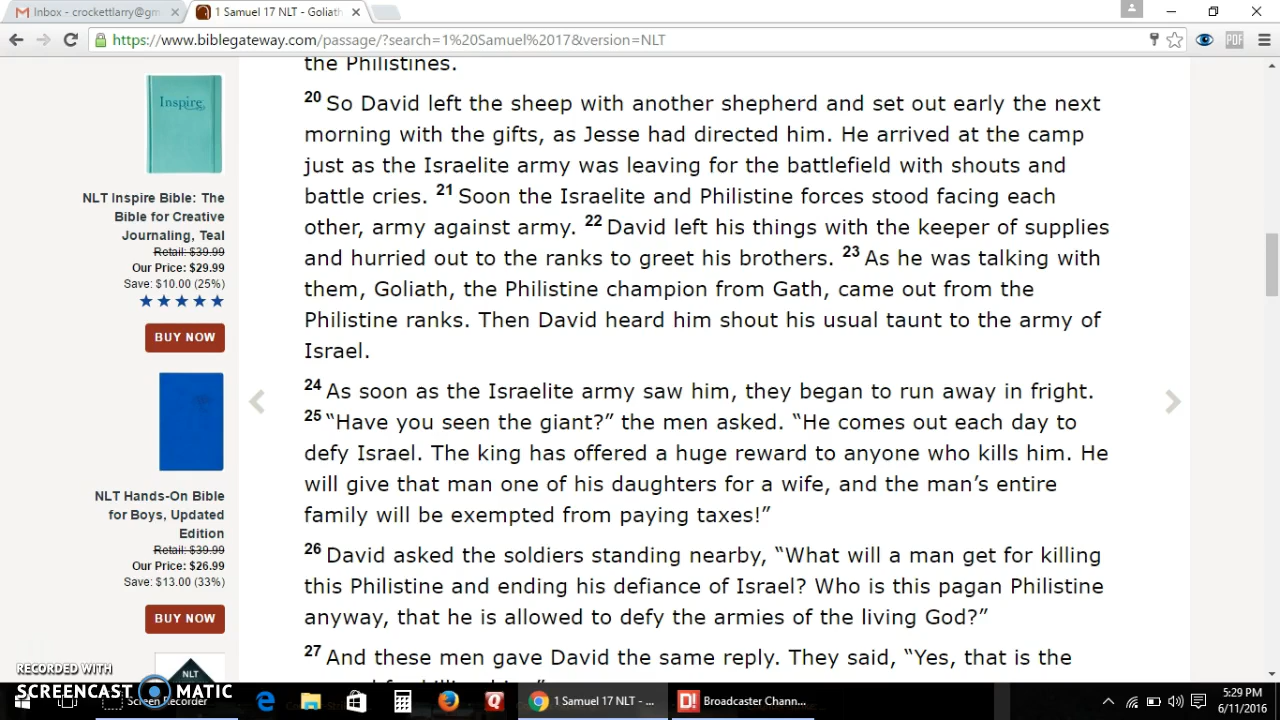 Inbox - crockettlarry@gm
1 Samuel 17 NLT - Goliath
https://www.biblegateway.com/passage/?search=1%20Samuel%2017&version=NLT
PDF
Inspire
NLT Inspire Bible: The
Bible for Creative
Journaling, Teal
Retail: $39.99
Our Price: $29.99
Save: $10.00 (25%)
BUY NOW
NLT Hands-On Bible
for Boys, Updated
Edition
Retail: $39.99
Our Price: $26.99
Save: $13.00 (33%)
BUY NOW
NLT
the Philistines.
20 So David left the sheep with another shepherd and set out early the next
morning with the gifts, as Jesse had directed him. He arrived at the camp
just as the Israelite army was leaving for the battlefield with shouts and
battle cries. 21 Soon the Israelite and Philistine forces stood facing each
other, army against army. 22 David left his things with the keeper of supplies
and hurried out to the ranks to greet his brothers. 23 As he was talking with
them, Goliath, the Philistine champion from Gath, came out from the
Philistine ranks. Then David heard him shout his usual taunt to the army of
Israel.
24 As soon as the Israelite army saw him, they began to run away in fright.
25 “Have you seen the giant?” the men asked. “He comes out each day to
defy Israel. The king has offered a huge reward to anyone who kills him. He
will give that man one of his daughters for a wife, and the man’s entire
family will be exempted from paying taxes!”
26 David asked the soldiers standing nearby, “What will a man get for killing
this Philistine and ending his defiance of Israel? Who is this pagan Philistine
anyway, that he is allowed to defy the armies of the living God?”
27 And these men gave David the same reply. They said, “Yes, that is the
RECORDED WITH
SCREENCAST MATIC
Screen Recorder
1 Samuel 17 NLT - ...
Broadcaster Chann...
5:29 PM
6/11/2016